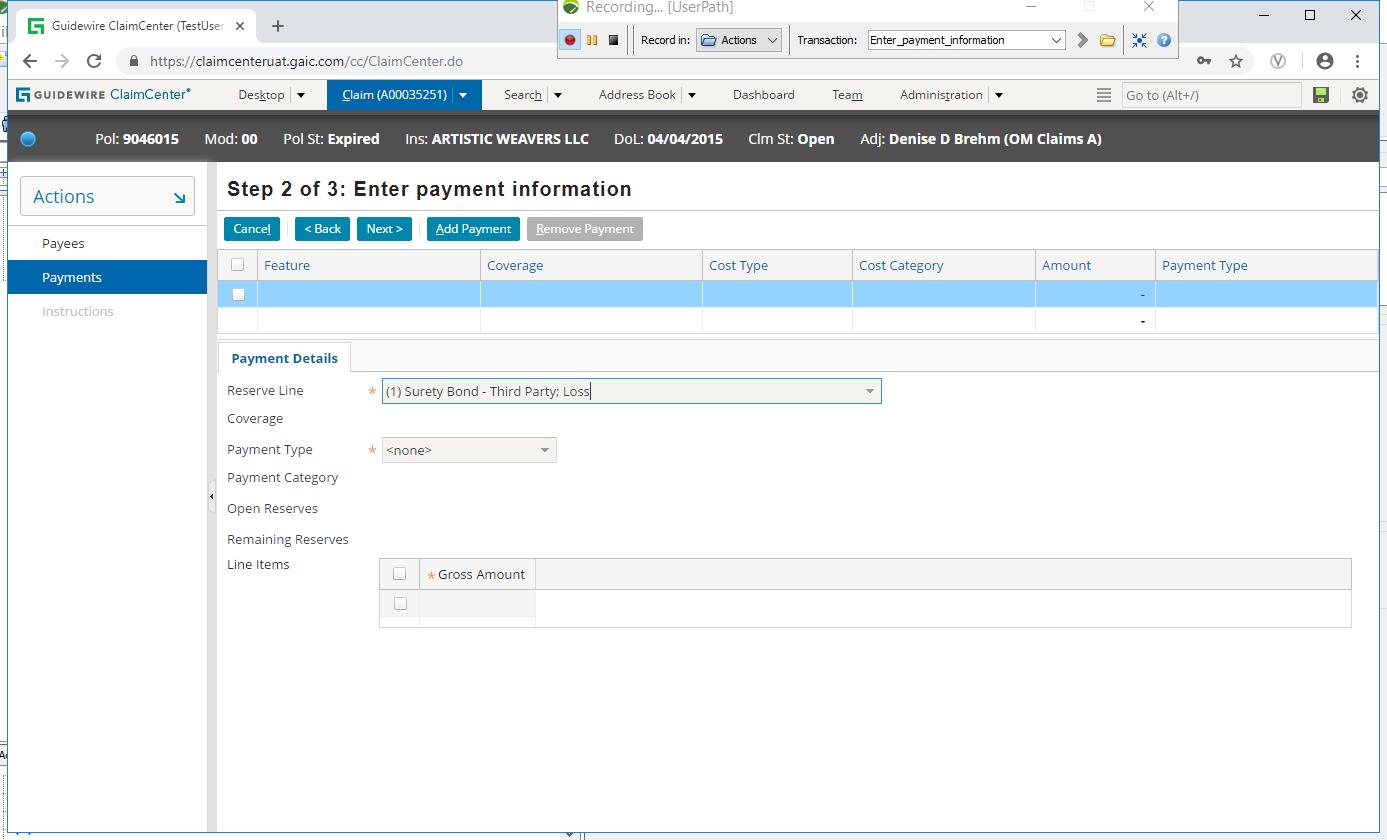 Recording... [UserPath]
Guidewire ClaimCenter (TestUser
Record in: Actions Transaction: Enter_payment_information
https://claimcenteruat.gaic.com/cc/ClaimCenter.do
GUIDEWIRE ClaimCenter® Desktop Claim (A00035251) Search Address Book Dashboard Team Administration Go to (Alt+/)
Pol: 9046015 Mod: 00 Pol St: Expired Ins: ARTISTIC WEAVERS LLC DoL: 04/04/2015 Clm St: Open Adj: Denise D Brehm (OM Claims A)
Actions
Payees
Payments
Instructions
Step 2 of 3: Enter payment information
Cancel < Back Next > Add Payment Remove Payment
Feature Coverage Cost Type Cost Category Amount Payment Type
-
-
Payment Details
Reserve Line * (1) Surety Bond - Third Party; Loss
Coverage
Payment Type * <none>
Payment Category
Open Reserves
Remaining Reserves
Line Items
* Gross Amount